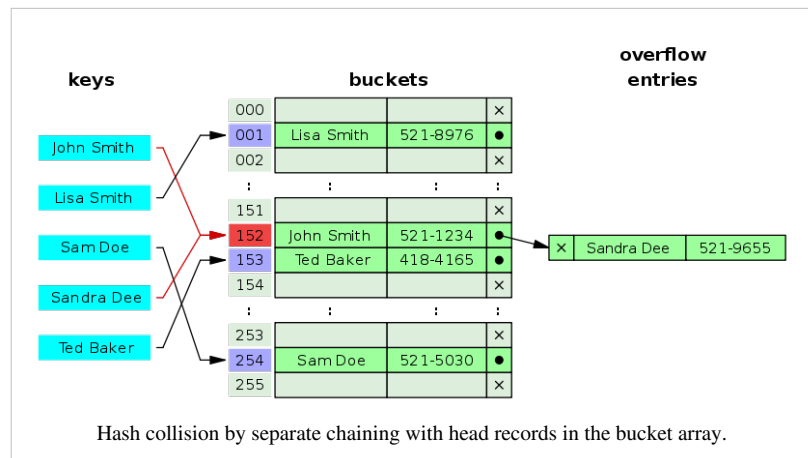 keys
buckets
overflow
entries
John Smith
Lisa Smith
Sam Doe
Sandra Dee
Ted Baker
000 ×
001 Lisa Smith 521-8976 ●
002 ×
: : : :
151 ×
152 John Smith 521-1234 ●
153 Ted Baker 418-4165 ●
154 ×
: : : :
253 ×
254 Sam Doe 521-5030 ●
255 ×
× Sandra Dee 521-9655
Hash collision by separate chaining with head records in the bucket array.